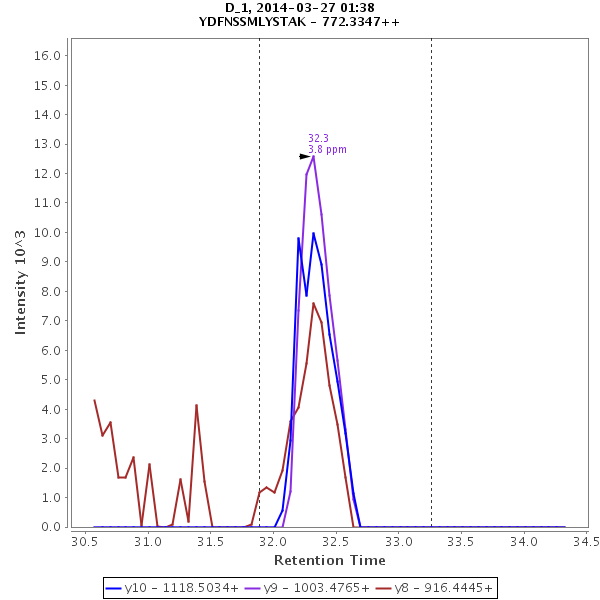 D_1, 2014-03-27 01:38
YDFNSSMLYSTAK - 772.3347++
16.0
15.0
14.0
13.0
12.0
11.0
10.0
9.0
8.0
7.0
6.0
5.0
4.0
3.0
2.0
1.0
0.0
Intensity 10^3
32.3
3.8 ppm
30.5 31.0 31.5 32.0 32.5 33.0 33.5 34.0 34.5
Retention Time
y10 - 1118.5034+ y9 - 1003.4765+ y8 - 916.4445+